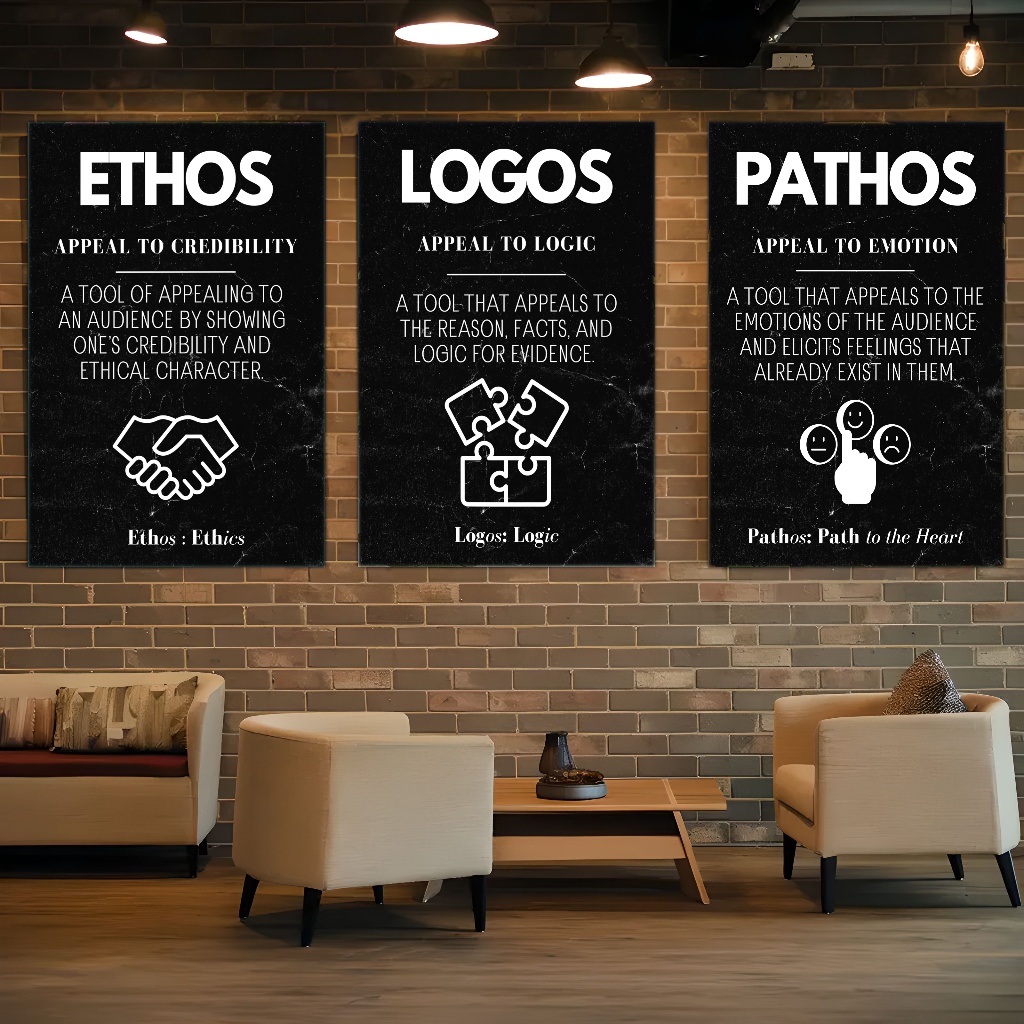 ETHOS
APPEAL TO CREDIBILITY
A TOOL OF APPEALING TO
AN AUDIENCE BY SHOWING
ONE'S CREDIBILITY AND
ETHICAL CHARACTER.
Ethos : Ethics
LOGOS
APPEAL TO LOGIC
A TOOL THAT APPEALS TO
THE REASON, FACTS, AND
LOGIC FOR EVIDENCE.
Logos: Logic
PATHOS
APPEAL TO EMOTION
A TOOL THAT APPEALS TO THE
EMOTIONS OF THE AUDIENCE
AND ELICITS FEELINGS THAT
ALREADY EXIST IN THEM.
Pathos: Path to the Heart